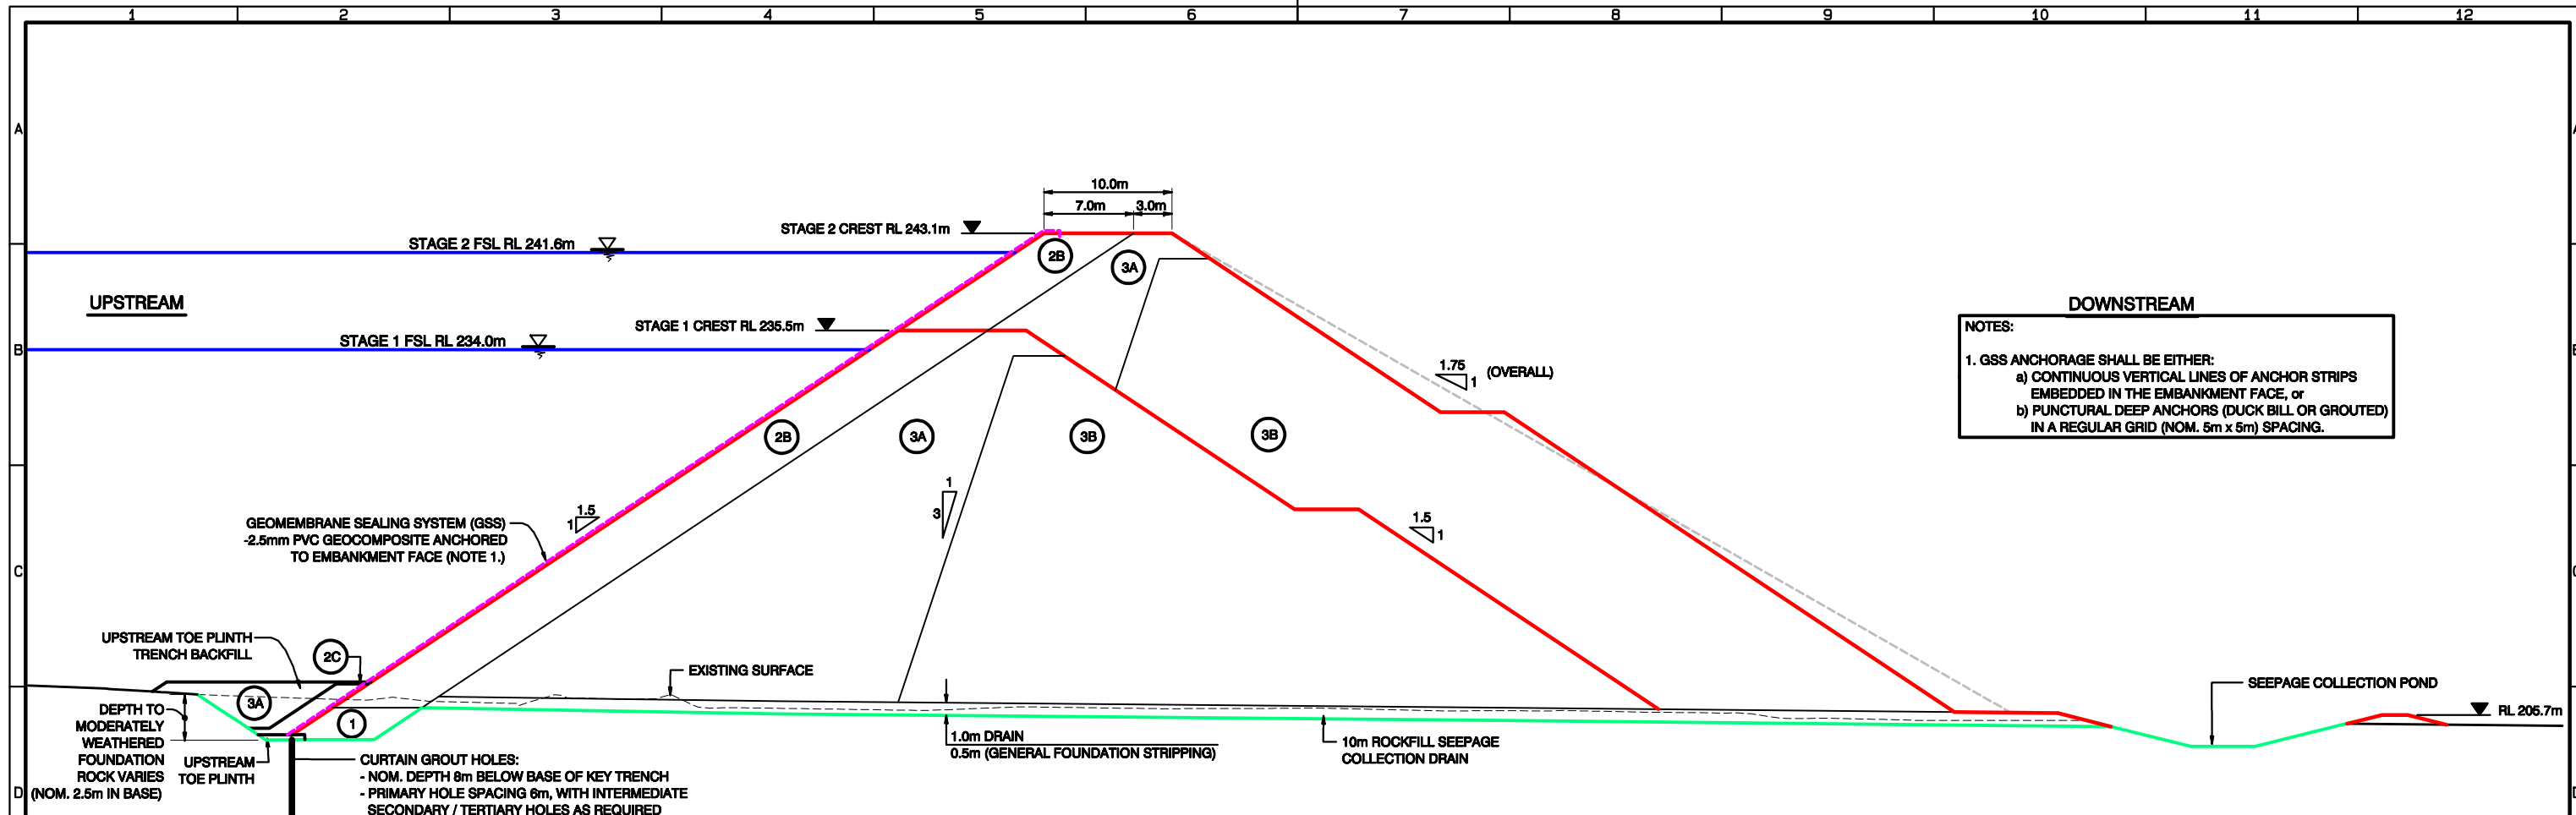 1 2 3 4 5 6 7 8 9 10 11 12
A
10.0m
7.0m 3.0m
STAGE 2 CREST RL 243.1m
STAGE 2 FSL RL 241.6m
2B
3A
UPSTREAM
DOWNSTREAM
STAGE 1 CREST RL 235.5m
STAGE 1 FSL RL 234.0m
B
NOTES:
1. GSS ANCHORAGE SHALL BE EITHER:
a) CONTINUOUS VERTICAL LINES OF ANCHOR STRIPS
EMBEDDED IN THE EMBANKMENT FACE, or
b) PUNCTURAL DEEP ANCHORS (DUCK BILL OR GROUTED)
IN A REGULAR GRID (NOM. 5m x 5m) SPACING.
1.75
1 (OVERALL)
2B 3A 3B 3B
1
3
1.5
1
1.5
1
GEOMEMBRANE SEALING SYSTEM (GSS)
-2.5mm PVC GEOCOMPOSITE ANCHORED
TO EMBANKMENT FACE (NOTE 1.)
C
UPSTREAM TOE PLINTH
TRENCH BACKFILL
2C
EXISTING SURFACE
SEEPAGE COLLECTION POND
3A
1
RL 205.7m
DEPTH TO
MODERATELY
WEATHERED
FOUNDATION
ROCK VARIES
(NOM. 2.5m IN BASE)
UPSTREAM
TOE PLINTH
1.0m DRAIN
0.5m (GENERAL FOUNDATION STRIPPING)
10m ROCKFILL SEEPAGE
COLLECTION DRAIN
CURTAIN GROUT HOLES:
- NOM. DEPTH 8m BELOW BASE OF KEY TRENCH
- PRIMARY HOLE SPACING 6m, WITH INTERMEDIATE
SECONDARY / TERTIARY HOLES AS REQUIRED
D